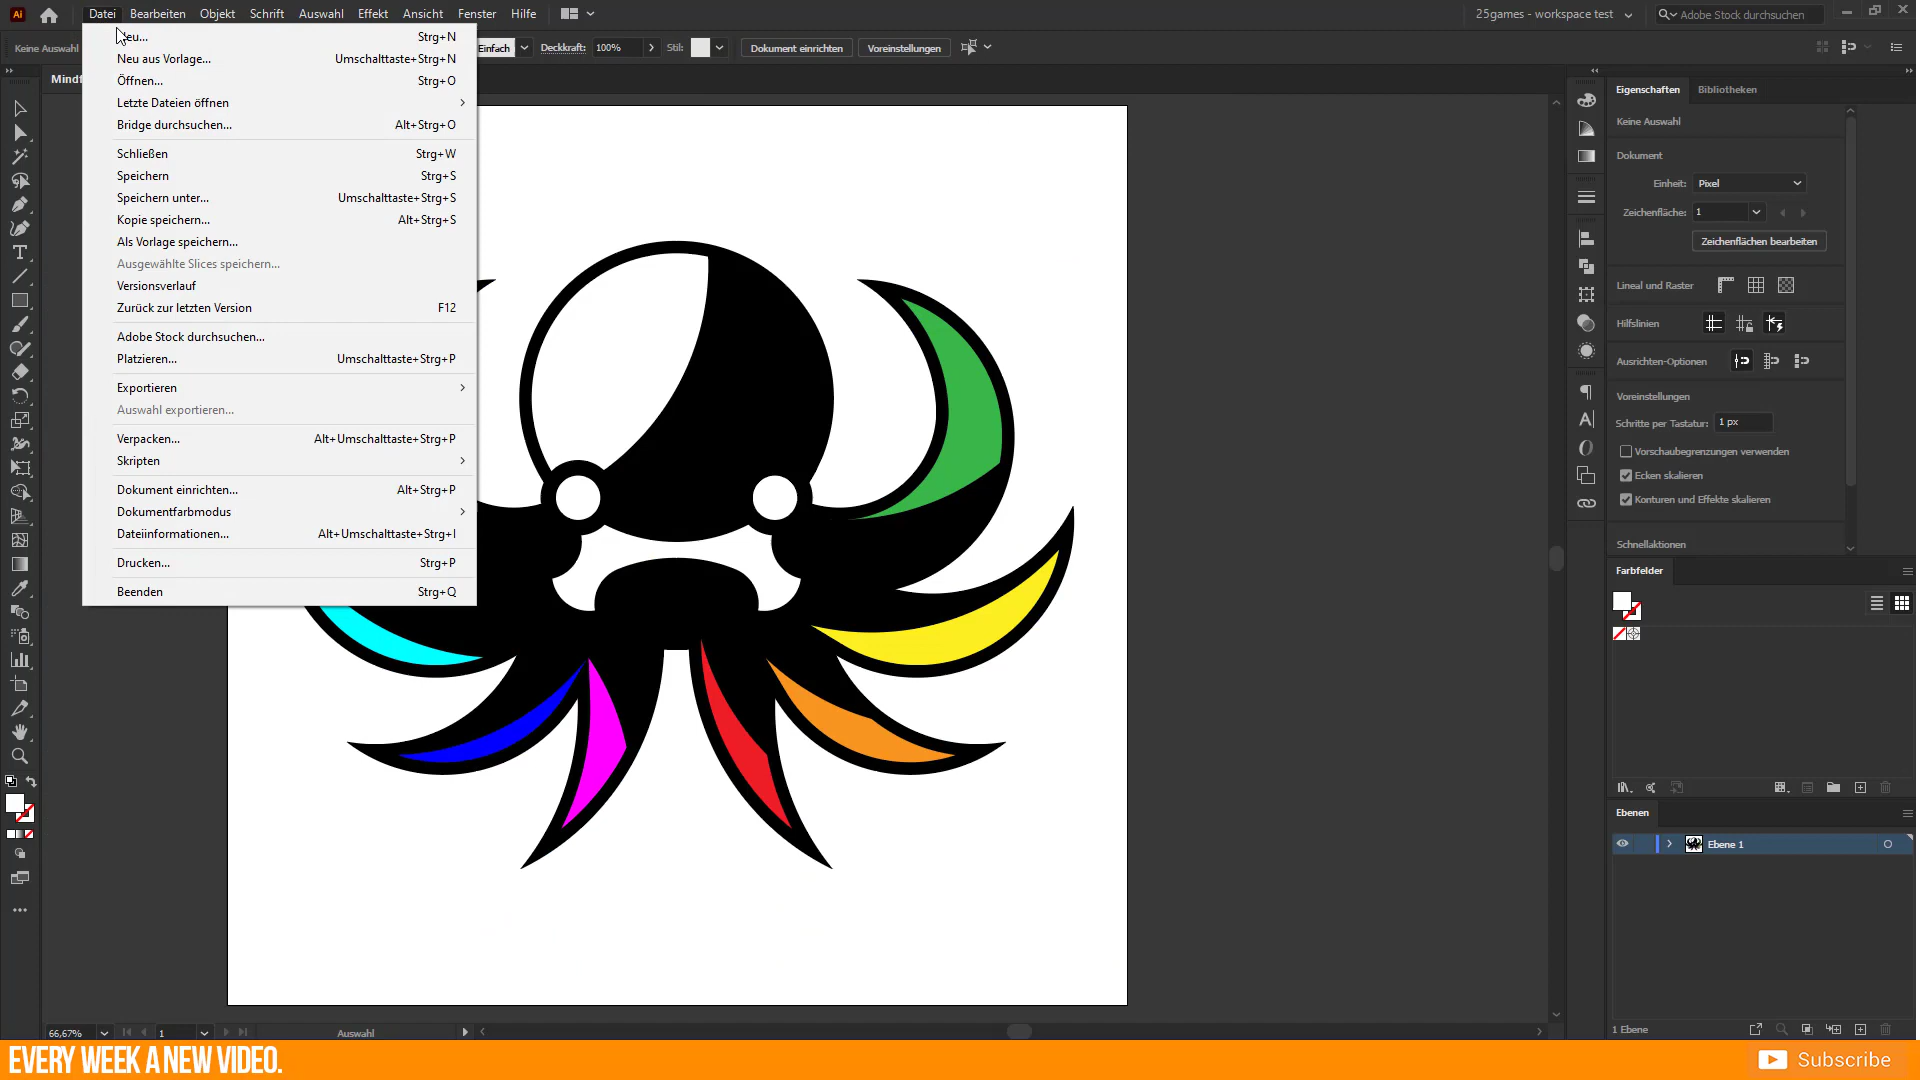 Ai
Datei Bearbeiten Objekt Schrift Auswahl Effekt Ansicht Fenster Hilfe
25games - workspace test
Adobe Stock durchsuchen
Keine Auswahl
Einfach
Deckkraft: 100%
Stil:
Dokument einrichten
Voreinstellungen
Strg+N
Neu aus Vorlage... Umschalttaste+Strg+N
Öffnen... Strg+O
Letzte Dateien öffnen
Bridge durchsuchen... Alt+Strg+O
Schließen Strg+W
Speichern Strg+S
Speichern unter... Umschalttaste+Strg+S
Kopie speichern... Alt+Strg+S
Als Vorlage speichern...
Ausgewählte Slices speichern...
Versionsverlauf
Zurück zur letzten Version F12
Adobe Stock durchsuchen...
Platzieren... Umschalttaste+Strg+P
Exportieren
Auswahl exportieren...
Verpacken... Alt+Umschalttaste+Strg+P
Skripten
Dokument einrichten... Alt+Strg+P
Dokumentfarbmodus
Dateiinformationen... Alt+Umschalttaste+Strg+I
Drucken... Strg+P
Beenden Strg+Q
Eigenschaften Bibliotheken
Keine Auswahl
Dokument
Einheit: Pixel
Zeichenfläche: 1
Zeichenflächen bearbeiten
Lineal und Raster
Hilfslinien
Ausrichten-Optionen
Voreinstellungen
Schritte per Tastatur: 1 px
Vorschaubegrenzungen verwenden
Ecken skalieren
Konturen und Effekte skalieren
Schnellaktionen
Farbfelder
Ebenen
Ebene 1
1 Ebene
66,67% 1 Auswahl
EVERY WEEK A NEW VIDEO.
Subscribe